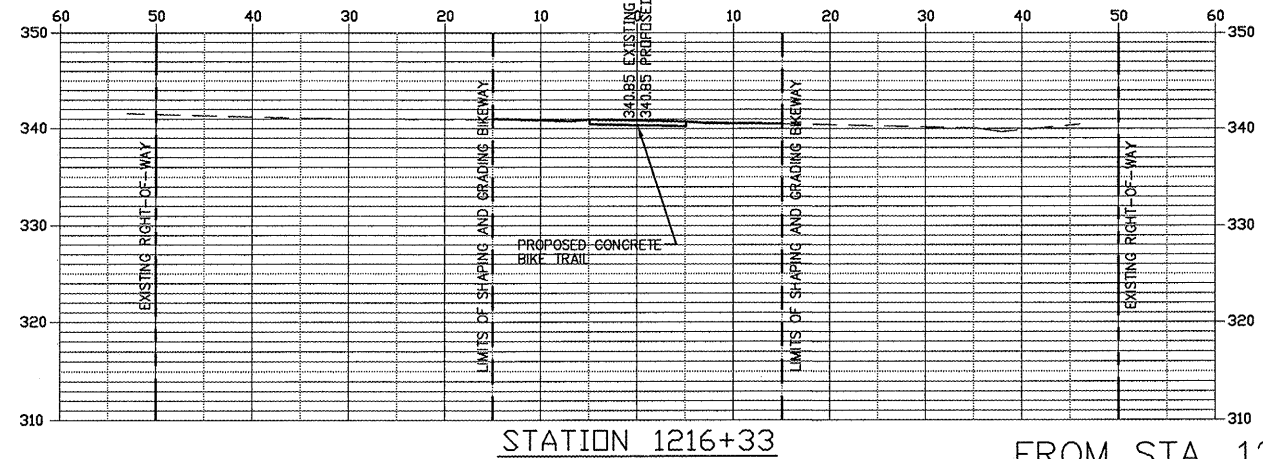 60 50 40 30 20 10 0 10 20 30 40 50 60
350 350
340 340
330 330
320 320
310 310
340.85 EXISTING
340.85 PROPOSED
EXISTING RIGHT-OF-WAY
LIMITS OF SHAPING AND GRADING BIKEWAY
LIMITS OF SHAPING AND GRADING BIKEWAY
EXISTING RIGHT-OF-WAY
PROPOSED CONCRETE
BIKE TRAIL
STATION 1216+33
FROM STA.